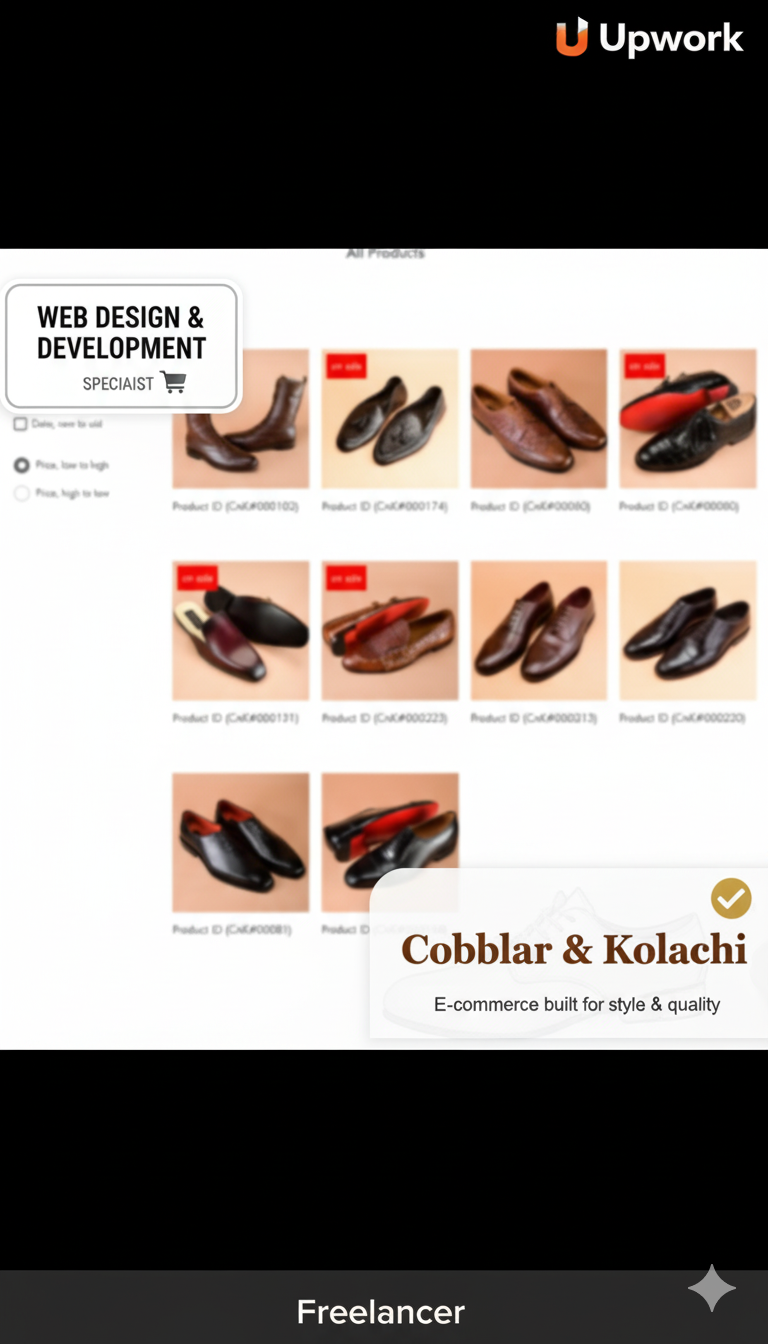 Upwork
All Products
WEB DESIGN &
DEVELOPMENT
SPECIAIST
Date, new to old
Price, low to high
Price, high to low
on sale
on sale
Product ID (CnK#000102) Product ID (CnK#000174) Product ID (CnK#00080) Product ID (CnK#00080)
on sale
on sale
Product ID (CnK#000131) Product ID (CnK#000223) Product ID (CnK#000213) Product ID (CnK#000220)
Product ID (CnK#00081) Product ID
Cobblar & Kolachi
E-commerce built for style & quality
Freelancer